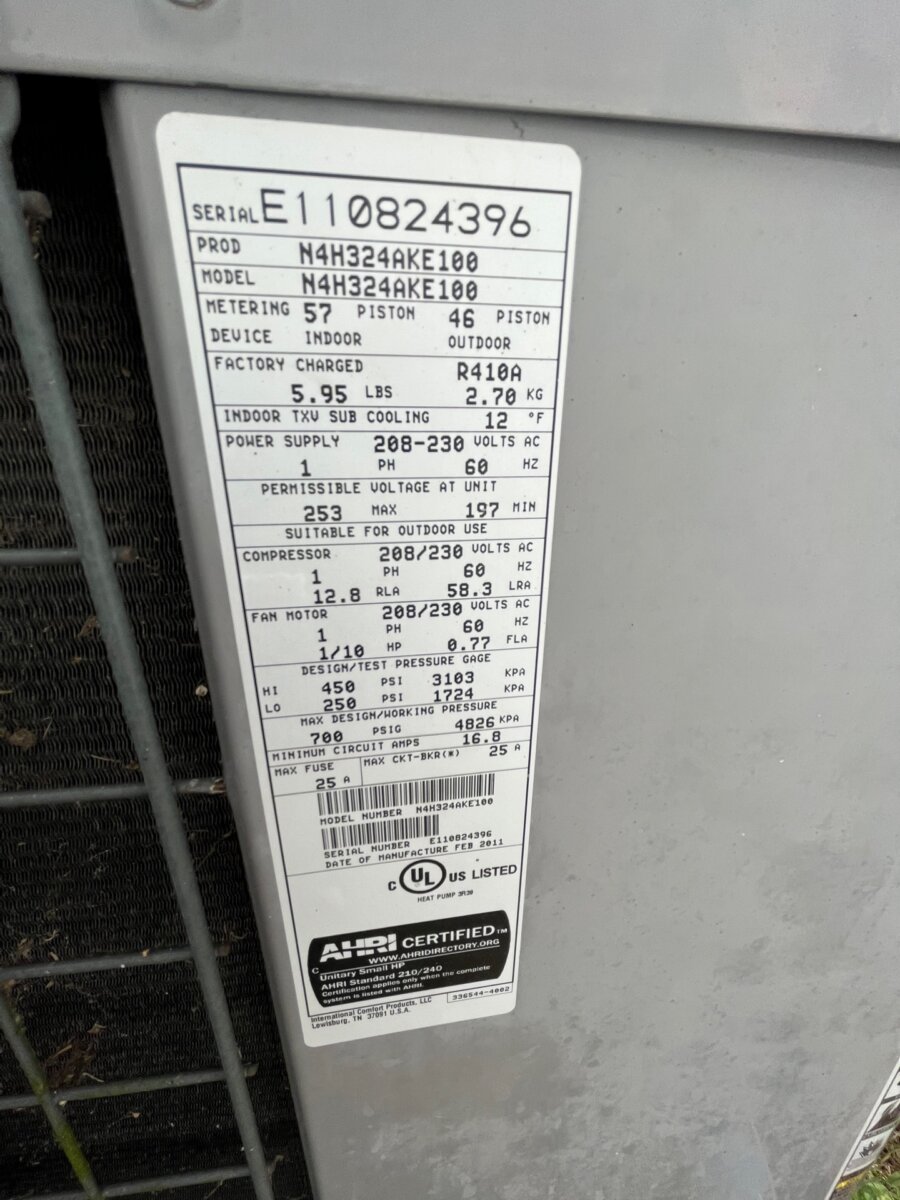 SERIAL E110824396
PROD N4H324AKE100
MODEL N4H324AKE100
METERING 57 PISTON 46 PISTON
DEVICE INDOOR OUTDOOR
FACTORY CHARGED R410A
5.95 LBS 2.70 KG
INDOOR TXV SUB COOLING 12 °F
POWER SUPPLY 208-230 VOLTS AC
1 PH 60 HZ
PERMISSIBLE VOLTAGE AT UNIT
253 MAX 197 MIN
SUITABLE FOR OUTDOOR USE
COMPRESSOR 208/230 VOLTS AC
1 PH 60 HZ
12.8 RLA 58.3 LRA
FAN MOTOR 208/230 VOLTS AC
1 PH 60 HZ
1/10 HP 0.77 FLA
DESIGN/TEST PRESSURE GAGE
HI 450 PSI 3103 KPA
LO 250 PSI 1724 KPA
MAX DESIGN/WORKING PRESSURE
700 PSIG 4826 KPA
MINIMUM CIRCUIT AMPS 16.8
MAX FUSE MAX CKT-BKR(*) 25 A
25 A
MODEL NUMBER N4H324AKE100
SERIAL NUMBER E110824396
DATE OF MANUFACTURE FEB 2011
C UL US LISTED
HEAT PUMP 3R30
AHRI CERTIFIED™
WWW.AHRIDIRECTORY.ORG
C Unitary Small HP
AHRI Standard 210/240
Certification applies only when the complete
system is listed with AHRI.
International Comfort Products, LLC 336544-4002
Lewisburg, TN 37091 U.S.A.